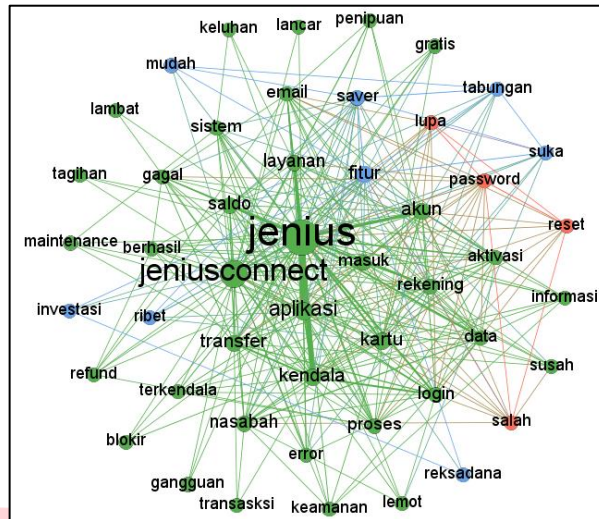 penipuan
keluhan
lancar
gratis
mudah
email
saver
tabungan
lambat
sistem
lupa
layanan
fitur
suka
tagihan
gagal
password
saldo
akun
jenius
reset
maintenance
berhasil
masuk
aktivasi
jeniusconnect
rekening
informasi
investasi
ribet
aplikasi
transfer
kartu
data
refund
kendala
susah
terkendala
login
nasabah
proses
salah
blokir
error
gangguan
reksadana
transasksi
keamanan
lemot